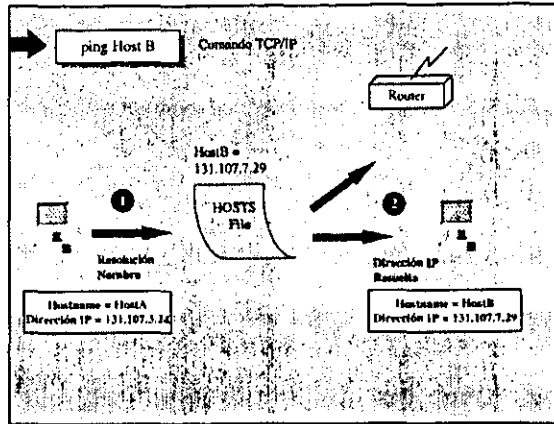 ping Host B
Comando TCP/IP
Router
HostB =
131.107.7.29
1
HOSTS
File
2
Resolución
Nombre
Dirección IP
Resuelta
Hostname = HostA
Dirección IP = 131.107.3.24
Hostname = HostB
Dirección IP = 131.107.7.29